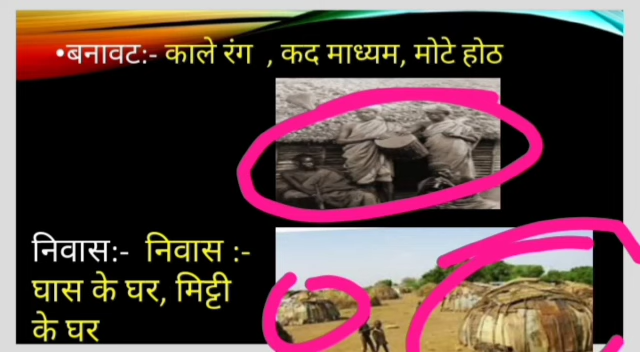 •बनावट:- काले रंग , कद माध्यम, मोटे होठ
निवास:- निवास :-
घास के घर, मिट्टी
के घर